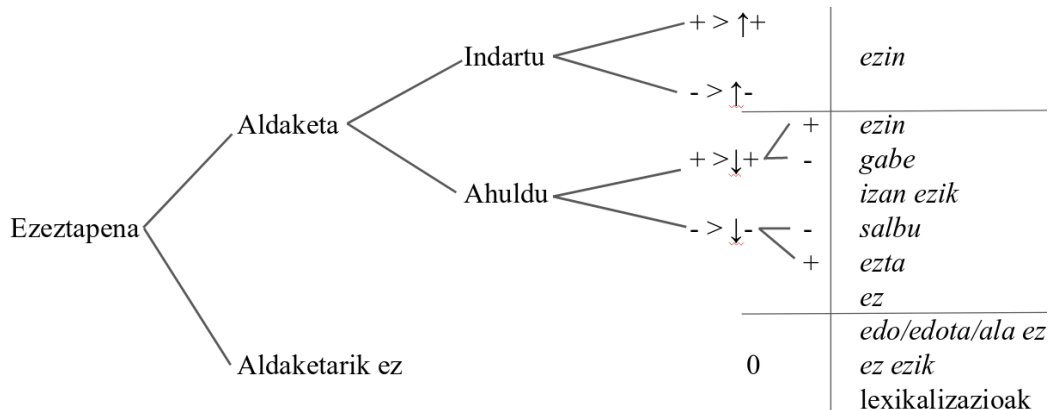 + > ↑+
Indartu
ezin
- > ↑-
Aldaketa
+
ezin
+ > ↓+
-
gabe
Ahuldu
izan ezik
Ezeztapena
- > ↓-
-
salbu
+
ezta
ez
edo/edota/ala ez
Aldaketarik ez
0
ez ezik
lexikalizazioak